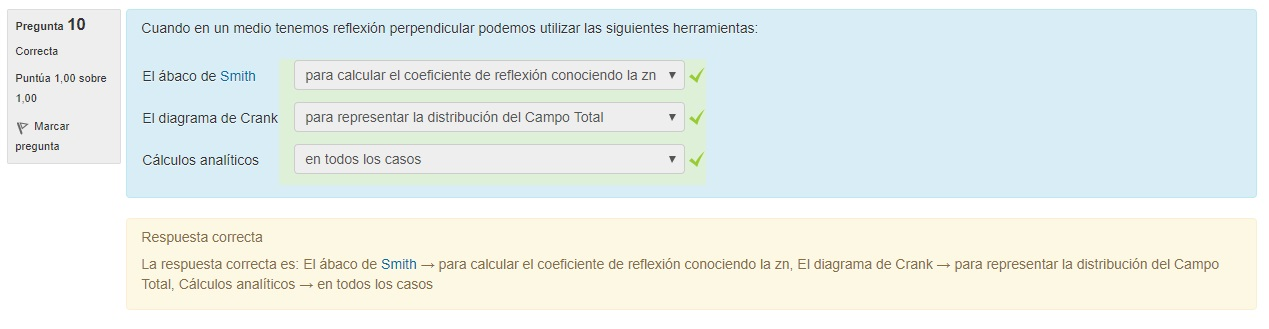 Pregunta 10
Correcta
Puntúa 1,00 sobre
1,00
Marcar
pregunta
Cuando en un medio tenemos reflexión perpendicular podemos utilizar las siguientes herramientas:
El ábaco de Smith para calcular el coeficiente de reflexión conociendo la zn
El diagrama de Crank para representar la distribución del Campo Total
Cálculos analíticos en todos los casos
Respuesta correcta
La respuesta correcta es: El ábaco de Smith → para calcular el coeficiente de reflexión conociendo la zn, El diagrama de Crank → para representar la distribución del Campo
Total, Cálculos analíticos → en todos los casos